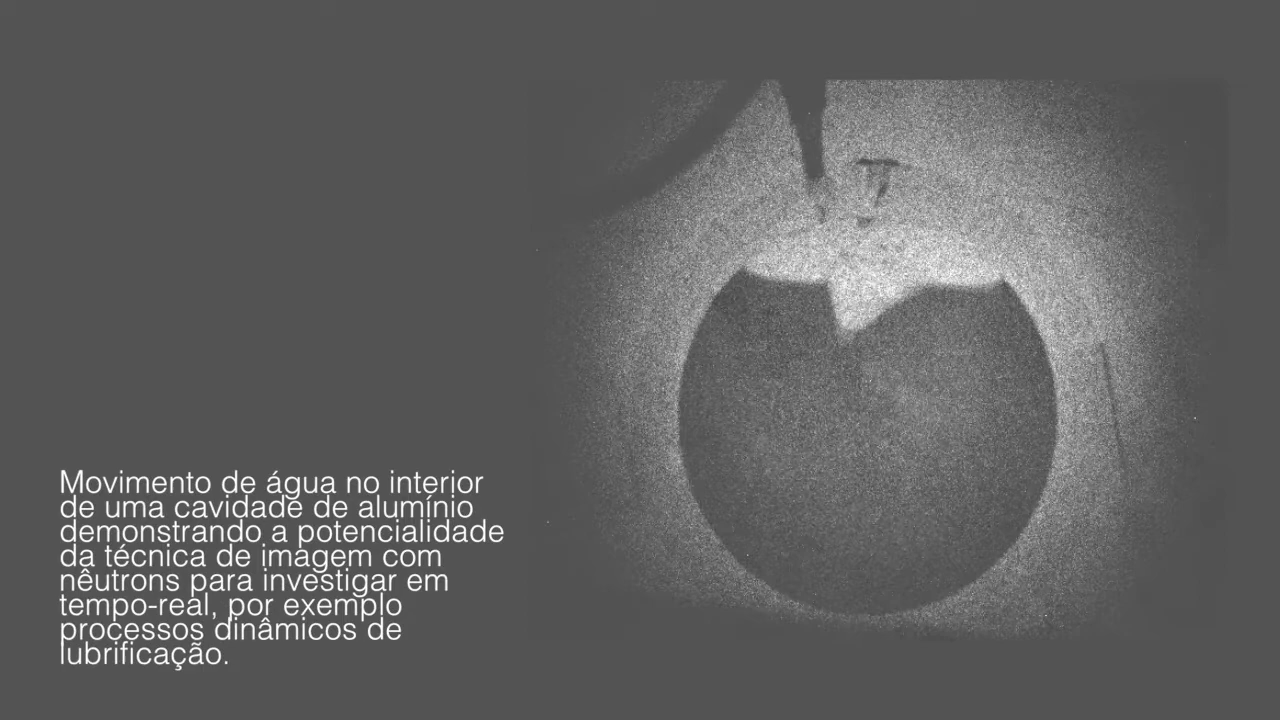 Movimento de água no interior
de uma cavidade de alumínio
demonstrando a potencialidade
da técnica de imagem com
nêutrons para investigar em
tempo-real, por exemplo
processos dinâmicos de
lubrificação.